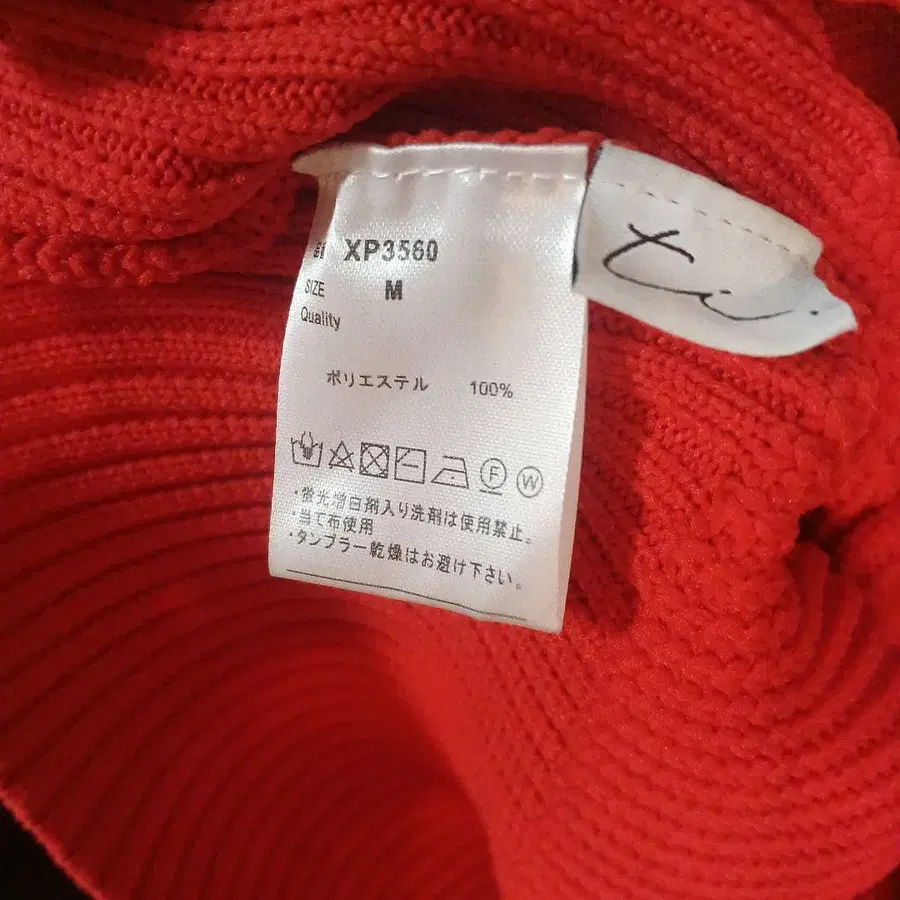 XP3560
SIZE M
Quality
ポリエステル 100%
F W
・蛍光増白剤入り洗剤は使用禁止。
・当て布使用
・タンブラー乾燥はお避け下さい。